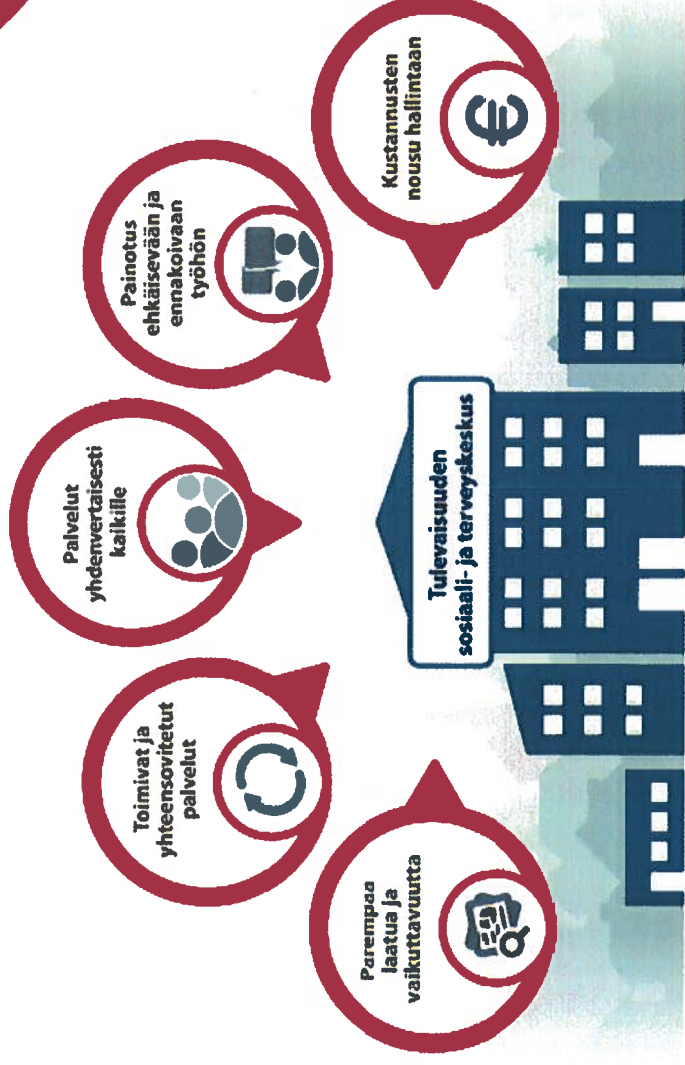 Parempaa
laatua ja
vaikuttavuutta
Toimivat ja
yhteensovitetut
palvelut
Palvelut
yhdenvertaisesti
kaikille
Painotus
ehkäisevään ja
ennakoivaan
työhön
Kustannusten
nousu hallintaan
€
Tulevaisuuden
sosiaali- ja terveyskeskus